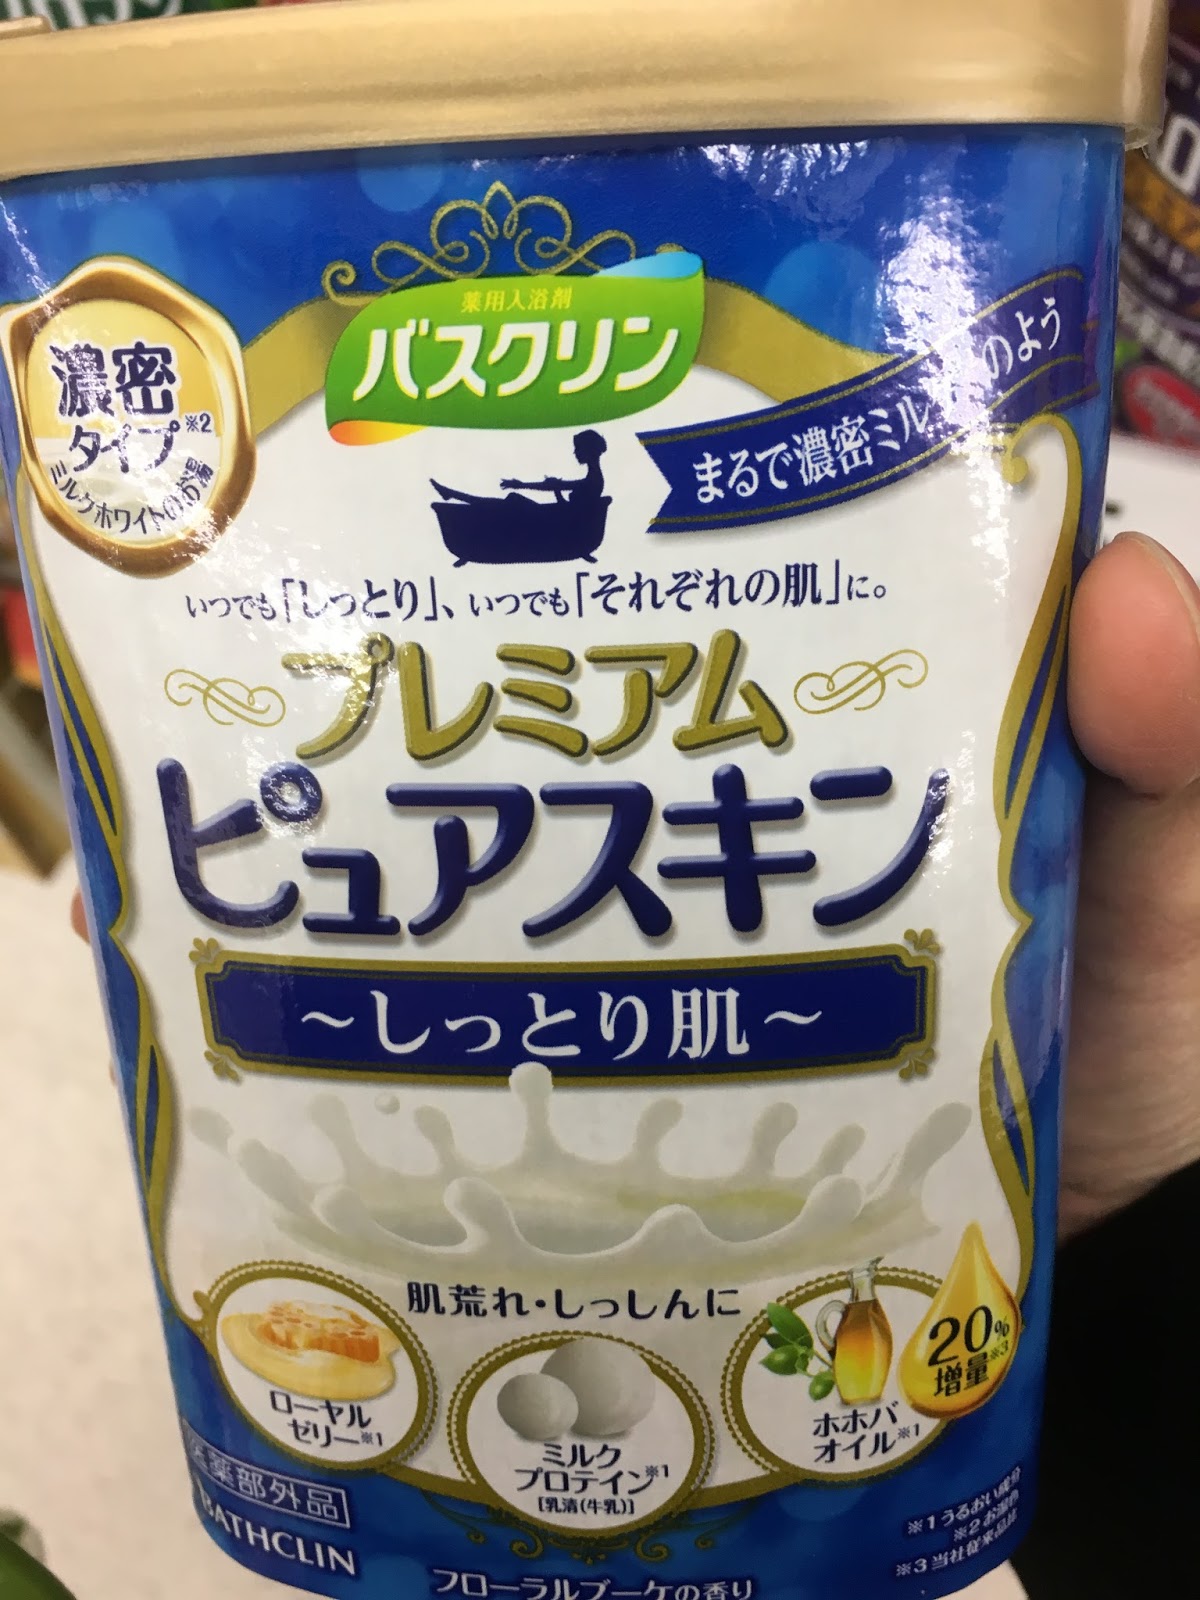 薬用入浴剤
バスクリン
濃密
タイプ※2
ミルクホワイトのお湯
まるで濃密ミル のよう
いつでも「しっとり」、いつでも「それぞれの肌」に。
プレミアム
ピュアスキン
～しっとり肌～
肌荒れ・しっしんに
ローヤル
ゼリー※1
ミルク
プロテイン※1
[乳清(牛乳)]
ホホバ
オイル※1
20%
増量※3
医薬部外品
BATHCLIN
※1うるおい成分
※2お湯色
※3当社従来品比
フローラルブーケの香り